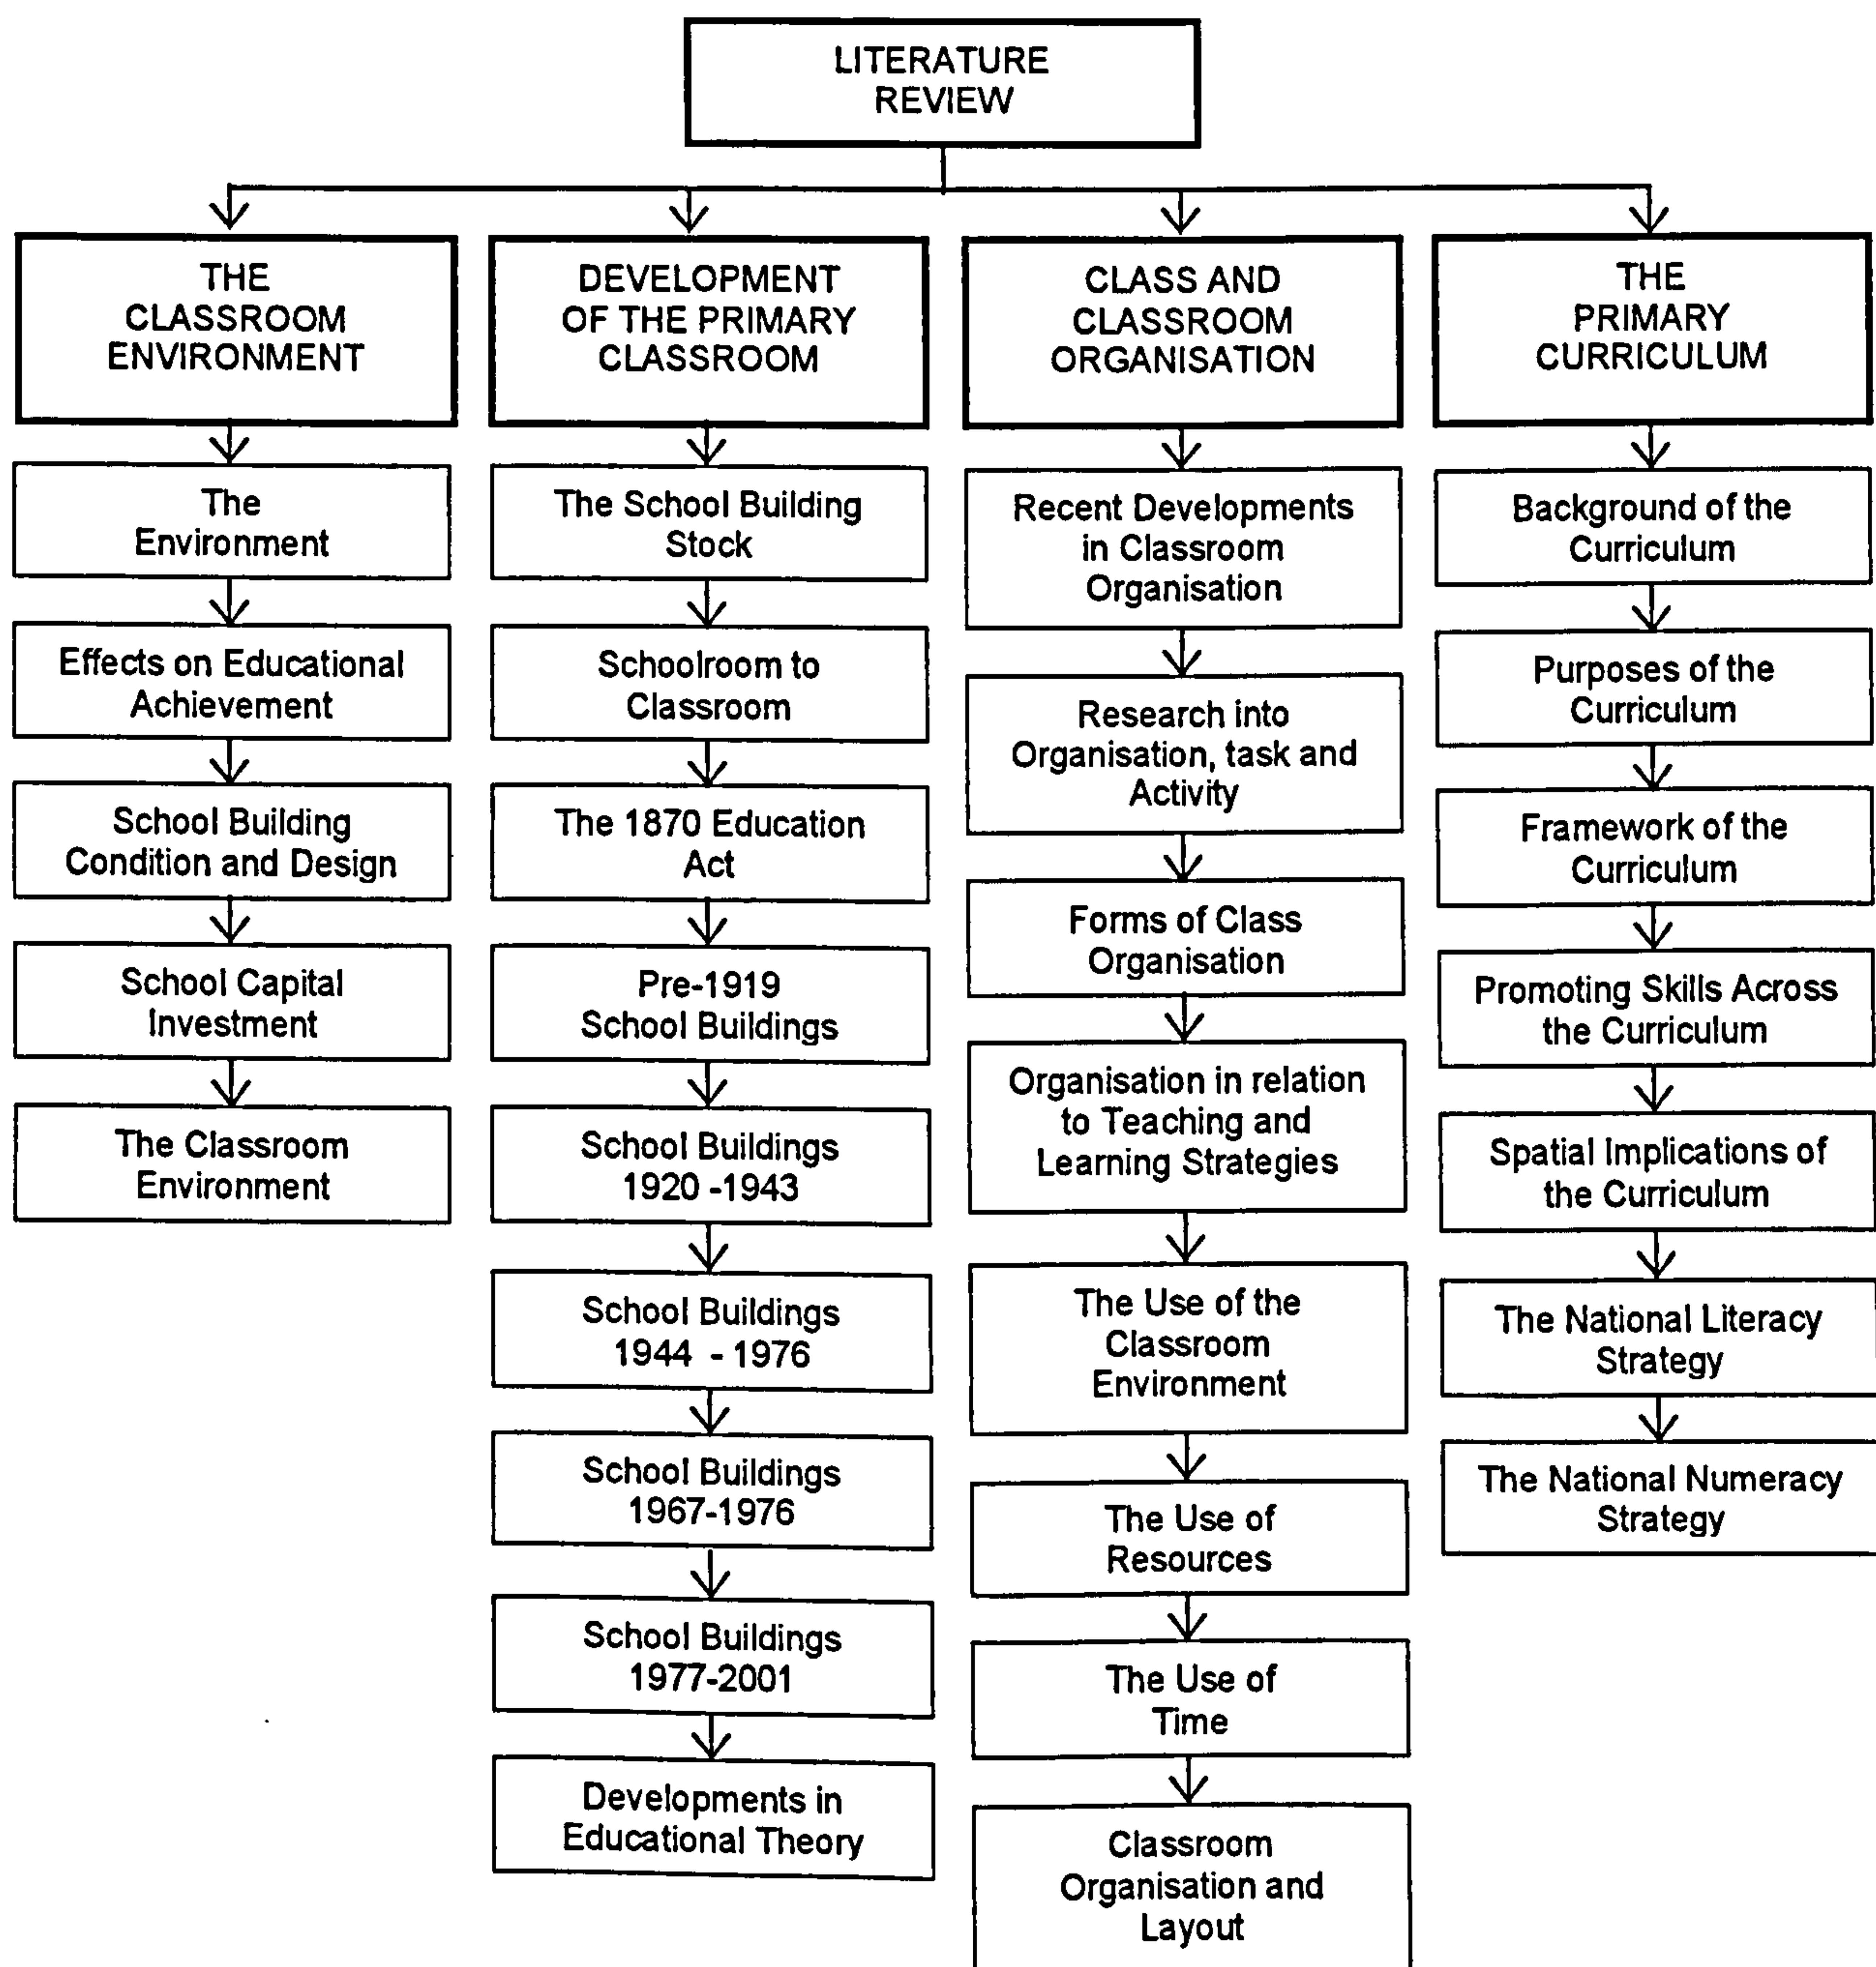 LITERATURE
REVIEW
THE
CLASSROOM
ENVIRONMENT
The
Environment
Effects on Educational
Achievement
School Building
Condition and Design
School Capital
Investment
The Classroom
Environment
DEVELOPMENT
OF THE PRIMARY
CLASSROOM
The School Building
Stock
Schoolroom to
Classroom
The 1870 Education
Act
Pre-1919
School Buildings
School Buildings
1920 -1943
School Buildings
1944 - 1976
School Buildings
1967-1976
School Buildings
1977-2001
Developments in
Educational Theory
CLASS AND
CLASSROOM
ORGANISATION
Recent Developments
in Classroom
Organisation
Research into
Organisation, task and
Activity
Forms of Class
Organisation
Organisation in relation
to Teaching and
Learning Strategies
The Use of the
Classroom
Environment
The Use of
Resources
The Use of
Time
Classroom
Organisation and
Layout
THE
PRIMARY
CURRICULUM
Background of the
Curriculum
Purposes of the
Curriculum
Framework of the
Curriculum
Promoting Skills Across
the Curriculum
Spatial Implications of
the Curriculum
The National Literacy
Strategy
The National Numeracy
Strategy